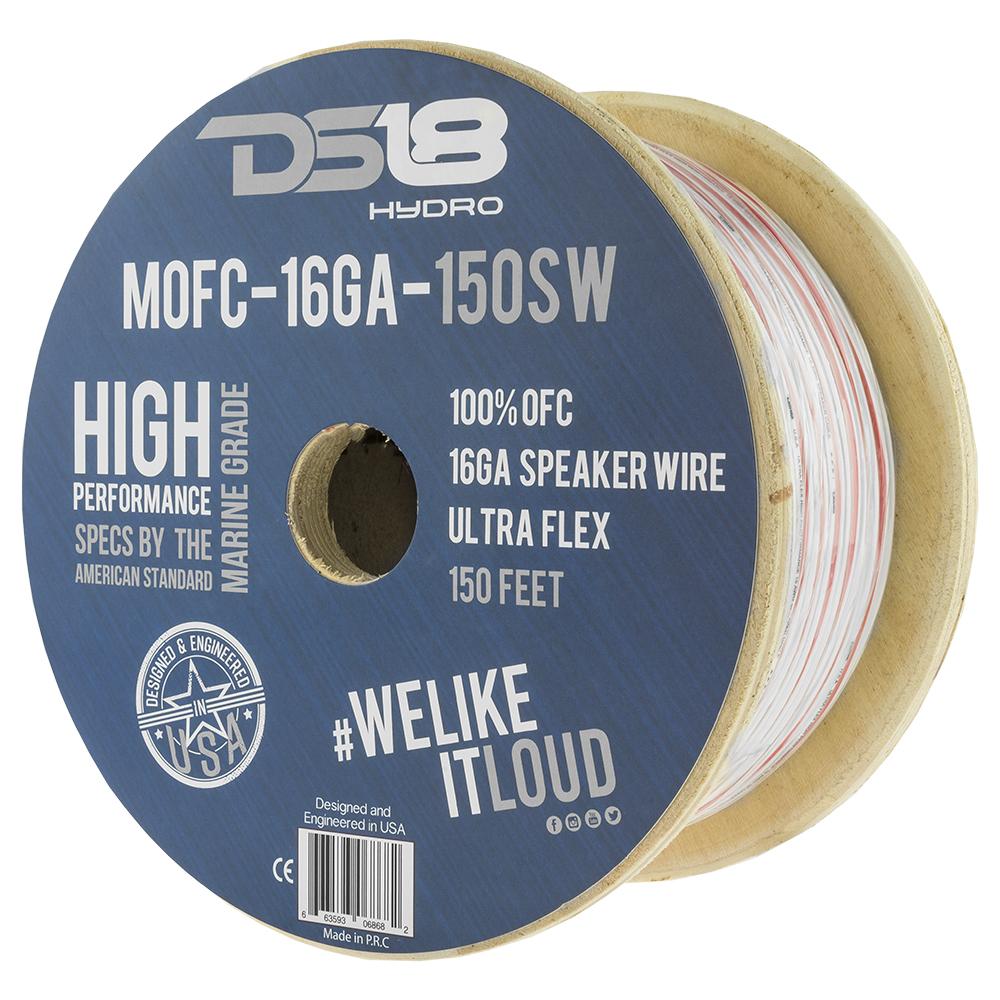 DS18
HYDRO
MOFC-16GA-150SW
HIGH
PERFORMANCE
SPECS BY THE
AMERICAN STANDARD
MARINE GRADE
100% OFC
16GA SPEAKER WIRE
ULTRA FLEX
150 FEET
DESIGNED & ENGINEERED
IN
USA
#WELIKE
ITLOUD
Designed and
Engineered in USA
CE
6 63593 06868 2
Made in P.R.C